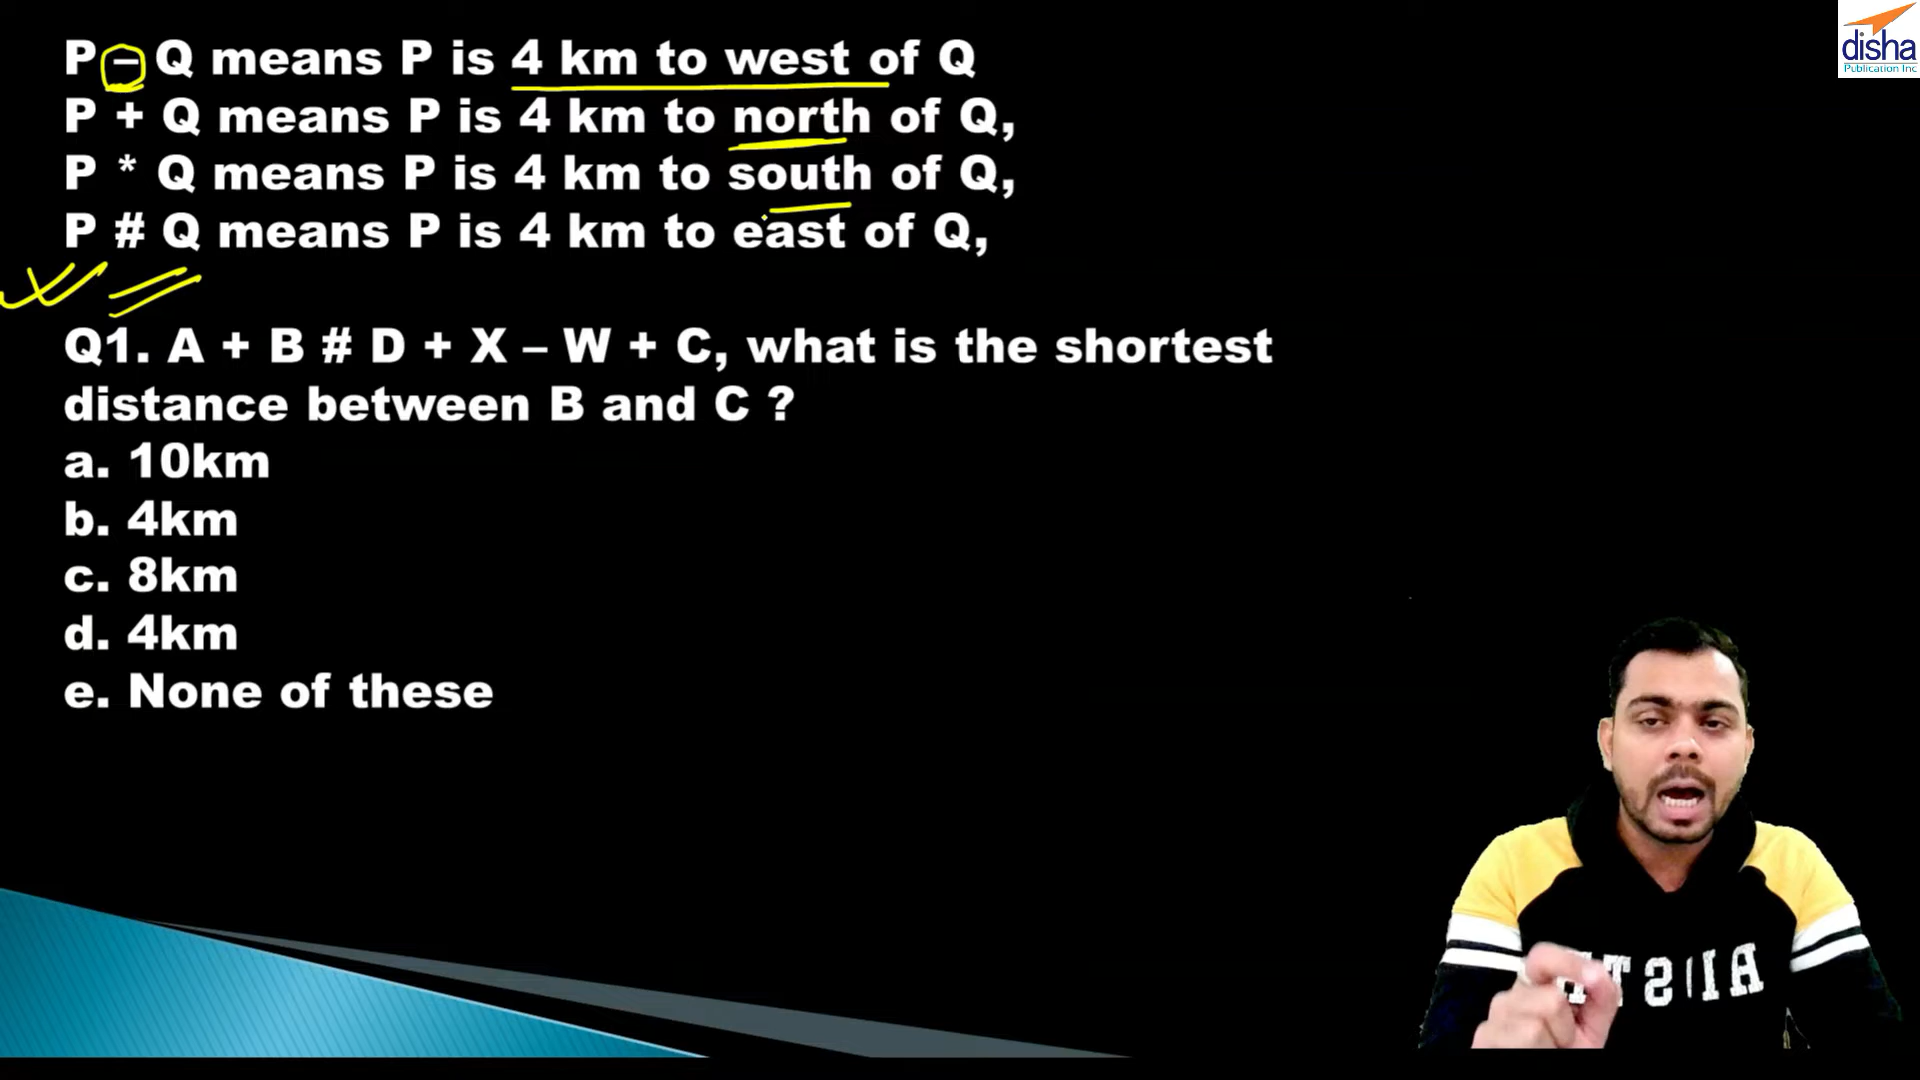 disha
Publication Inc
P – Q means P is 4 km to west of Q
P + Q means P is 4 km to north of Q,
P * Q means P is 4 km to south of Q,
P # Q means P is 4 km to east of Q,
Q1. A + B # D + X – W + C, what is the shortest
distance between B and C ?
a. 10km
b. 4km
c. 8km
d. 4km
e. None of these